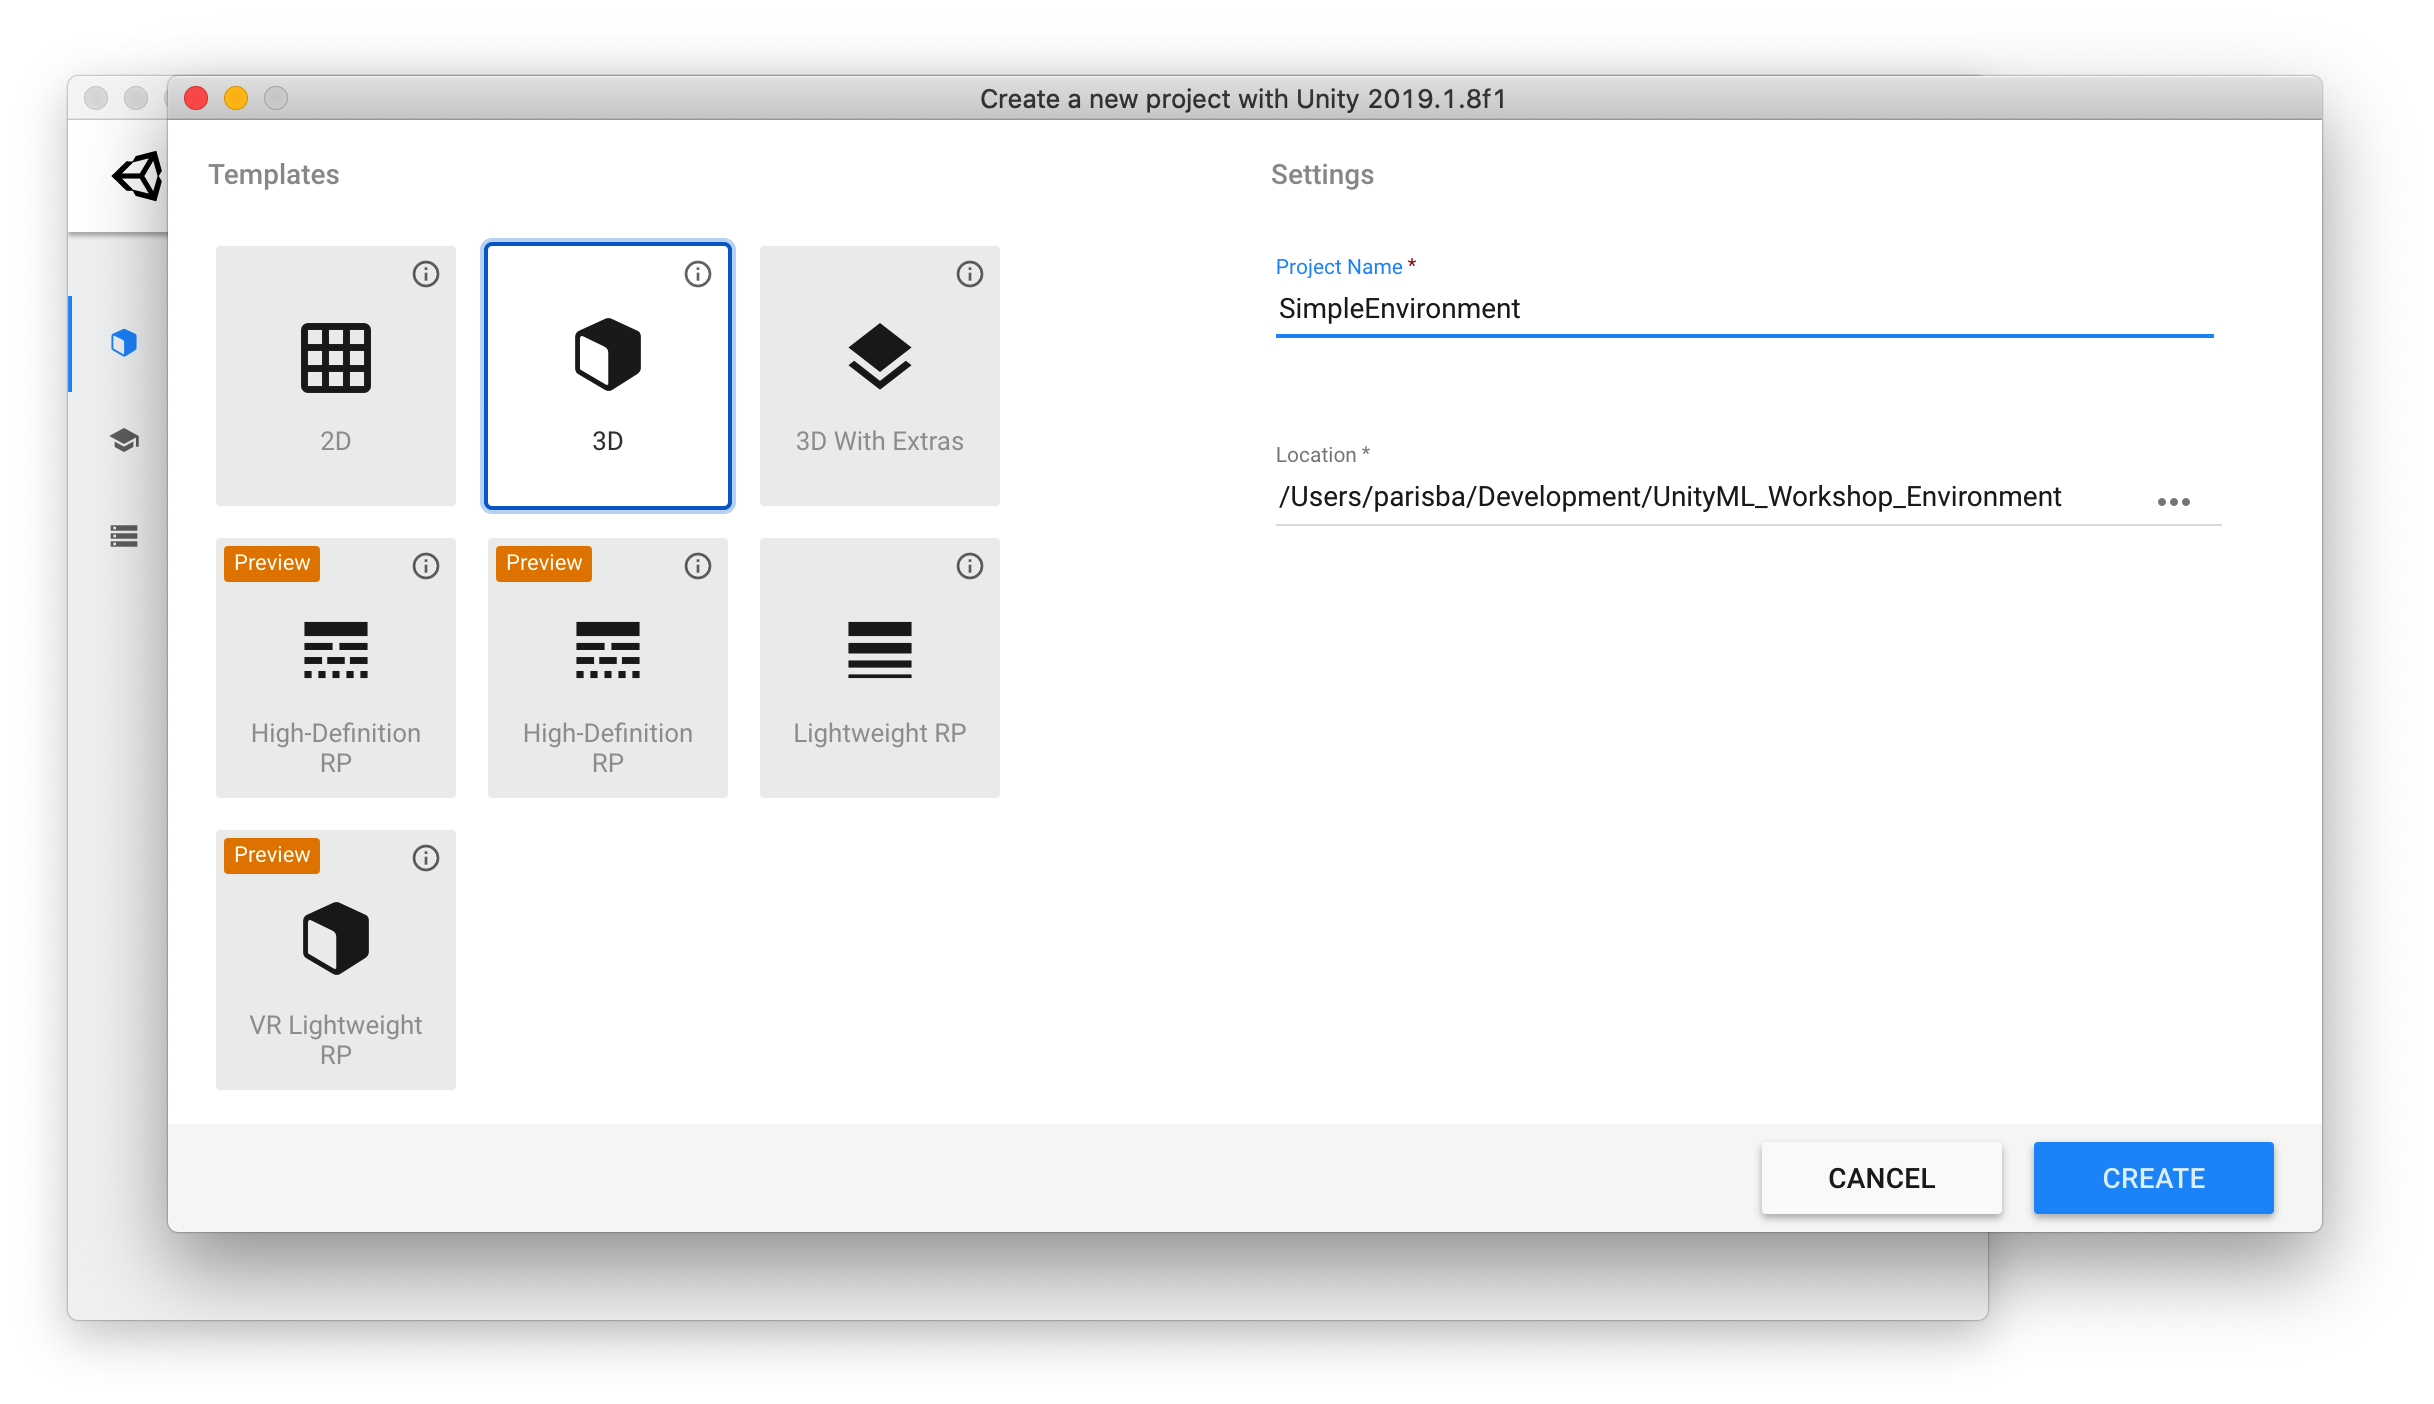 Create a new project with Unity 2019.1.8f1
Templates
2D
3D
3D With Extras
Preview
High-Definition
RP
Preview
High-Definition
RP
Lightweight RP
Preview
VR Lightweight
RP
Settings
Project Name *
SimpleEnvironment
Location *
/Users/parisba/Development/UnityML_Workshop_Environment
CANCEL
CREATE